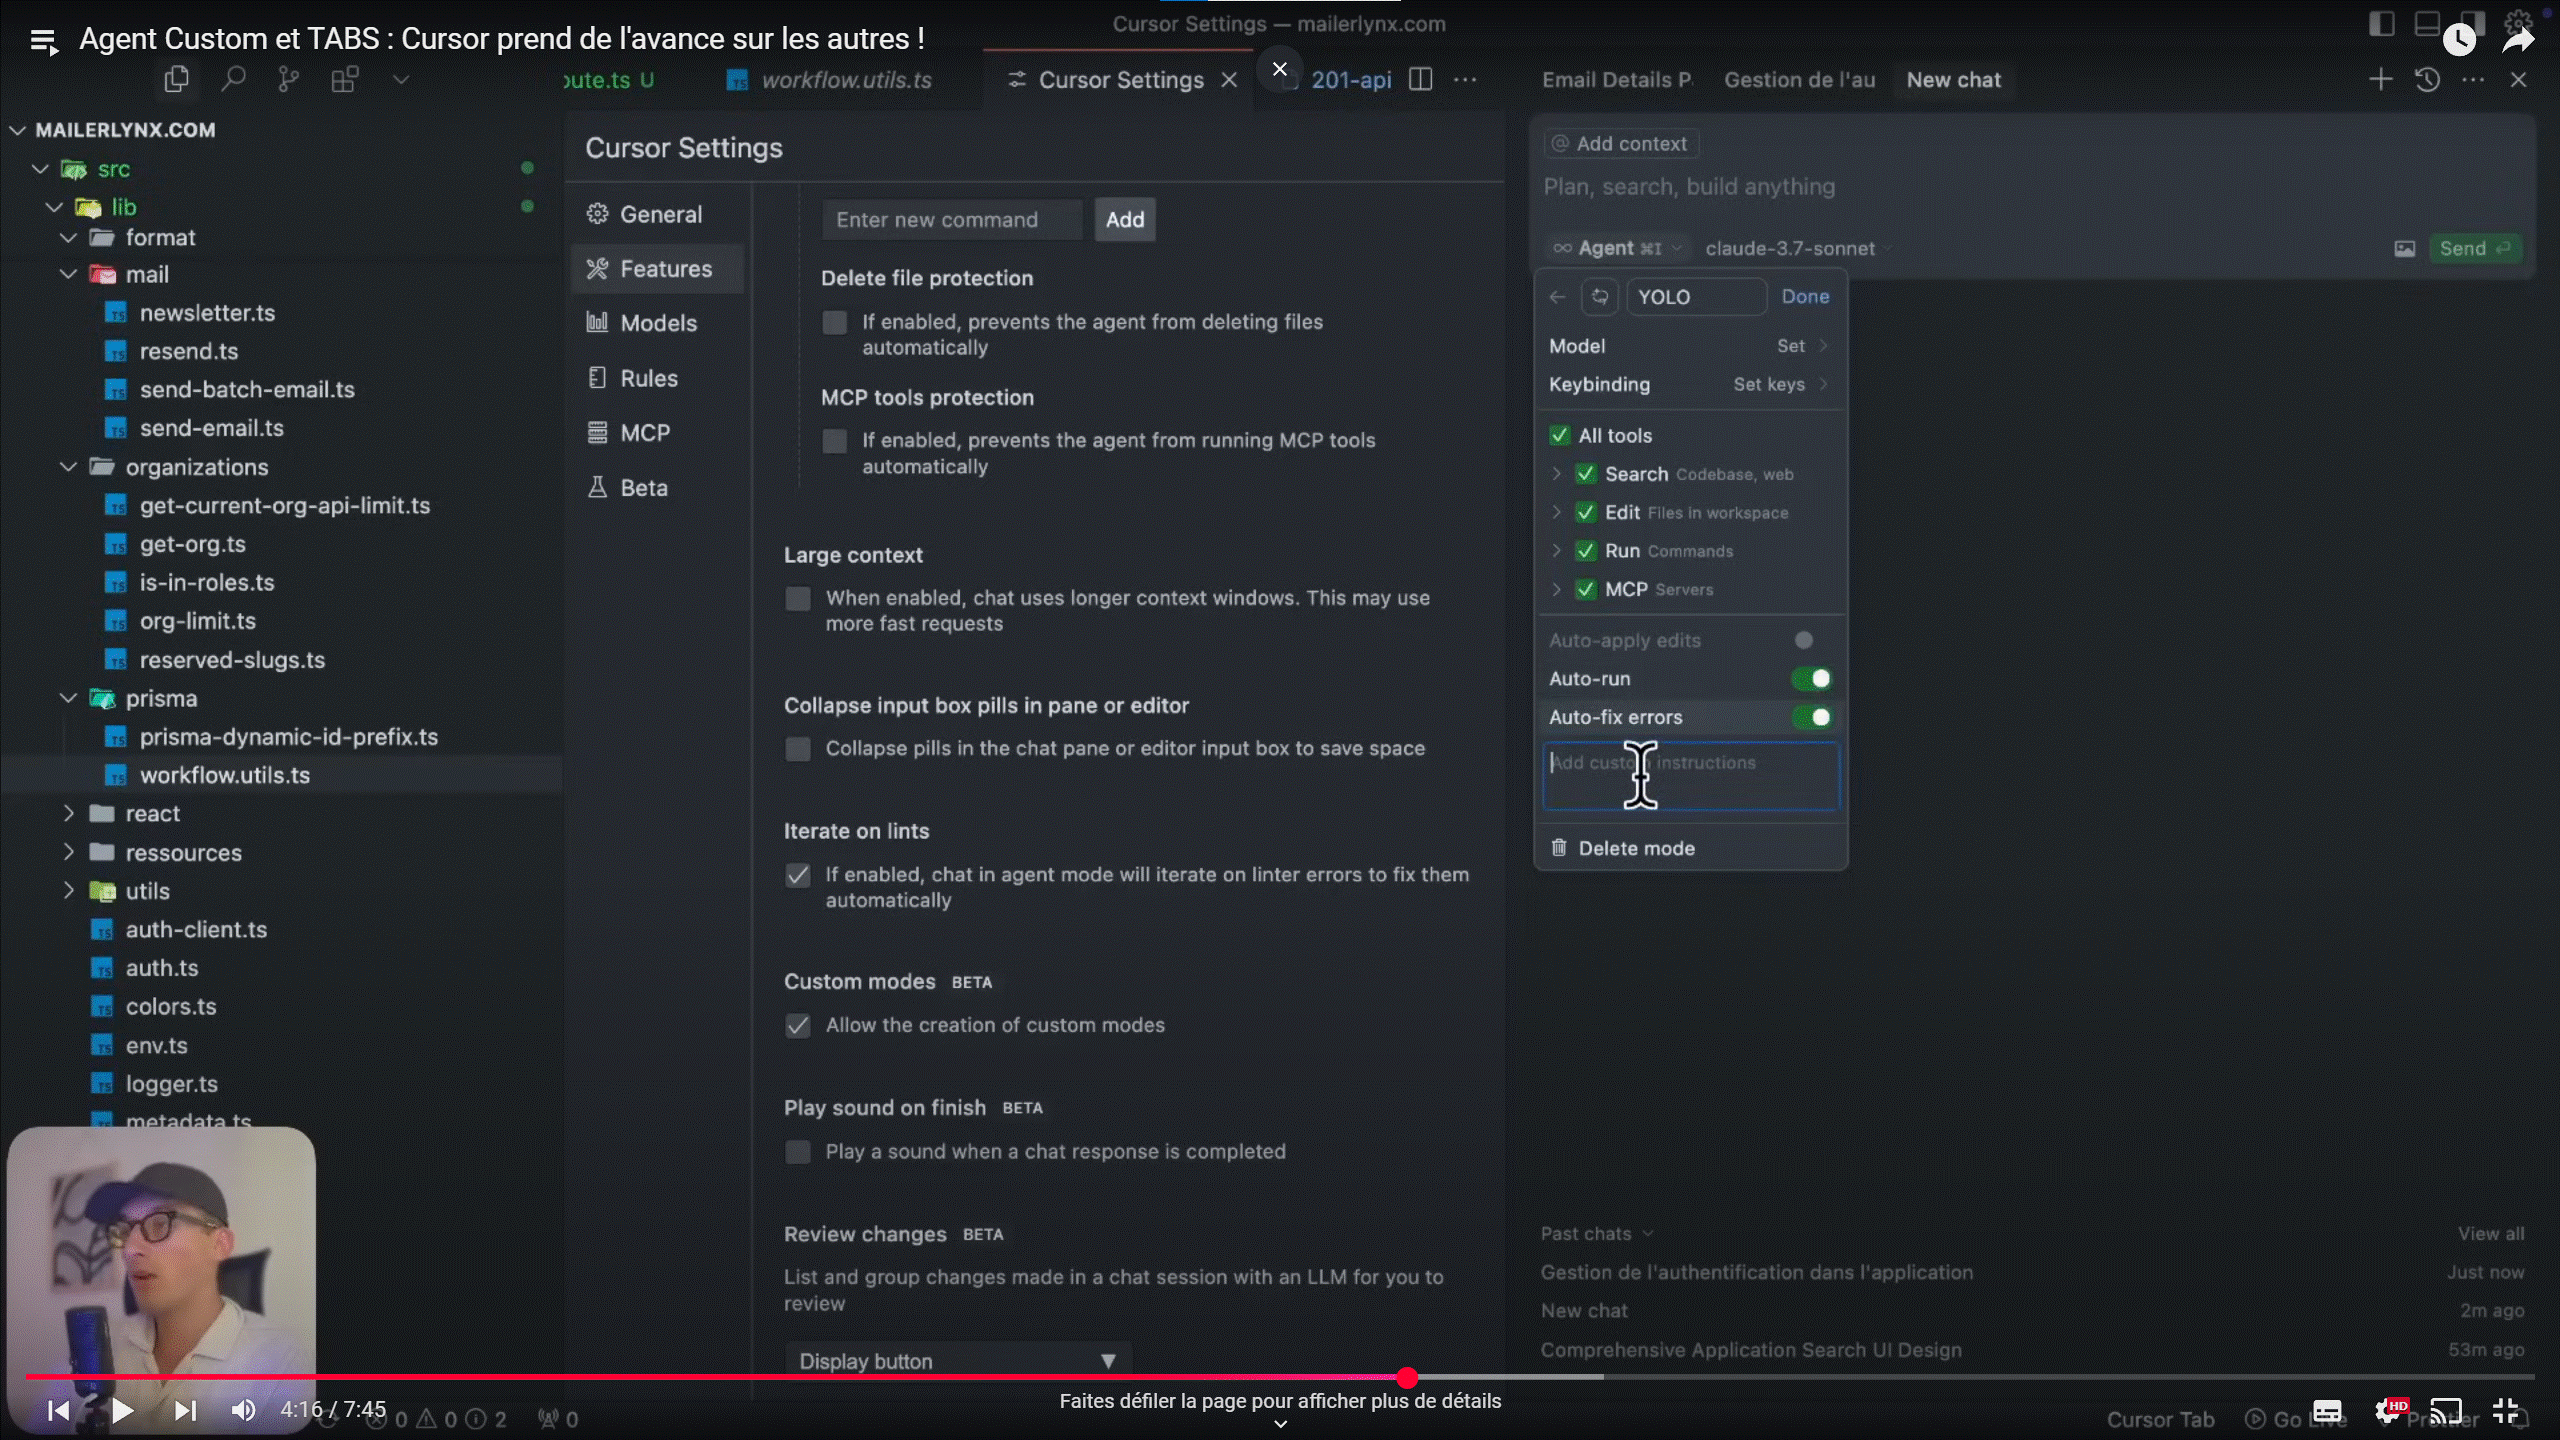 Agent Custom et TABS : Cursor prend de l'avance sur les autres !
Cursor Settings — mailerlynx.com
oute.ts U
workflow.utils.ts
Cursor Settings
201-api
Email Details P
Gestion de l'au
New chat
MAILERLYNX.COM
src
lib
format
mail
newsletter.ts
resend.ts
send-batch-email.ts
send-email.ts
organizations
get-current-org-api-limit.ts
get-org.ts
is-in-roles.ts
org-limit.ts
reserved-slugs.ts
prisma
prisma-dynamic-id-prefix.ts
workflow.utils.ts
react
ressources
utils
auth-client.ts
auth.ts
colors.ts
env.ts
logger.ts
metadata.ts
Cursor Settings
General
Features
Models
Rules
MCP
Beta
Enter new command
Add
Delete file protection
If enabled, prevents the agent from deleting files
automatically
MCP tools protection
If enabled, prevents the agent from running MCP tools
automatically
Large context
When enabled, chat uses longer context windows. This may use
more fast requests
Collapse input box pills in pane or editor
Collapse pills in the chat pane or editor input box to save space
Iterate on lints
If enabled, chat in agent mode will iterate on linter errors to fix them
automatically
Custom modes BETA
Allow the creation of custom modes
Play sound on finish BETA
Play a sound when a chat response is completed
Review changes BETA
List and group changes made in a chat session with an LLM for you to
review
Display button
@ Add context
Plan, search, build anything
∞ Agent ⌘I
claude-3.7-sonnet
Send
YOLO
Done
Model Set
Keybinding Set keys
All tools
Search Codebase, web
Edit Files in workspace
Run Commands
MCP Servers
Auto-apply edits
Auto-run
Auto-fix errors
Add custom instructions
Delete mode
Past chats
View all
Gestion de l'authentification dans l'application Just now
New chat 2m ago
Comprehensive Application Search UI Design 53m ago
4:16 / 7:45
0 0 2 0
Faites défiler la page pour afficher plus de détails
Cursor Tab
Go Live
Prettier
HD